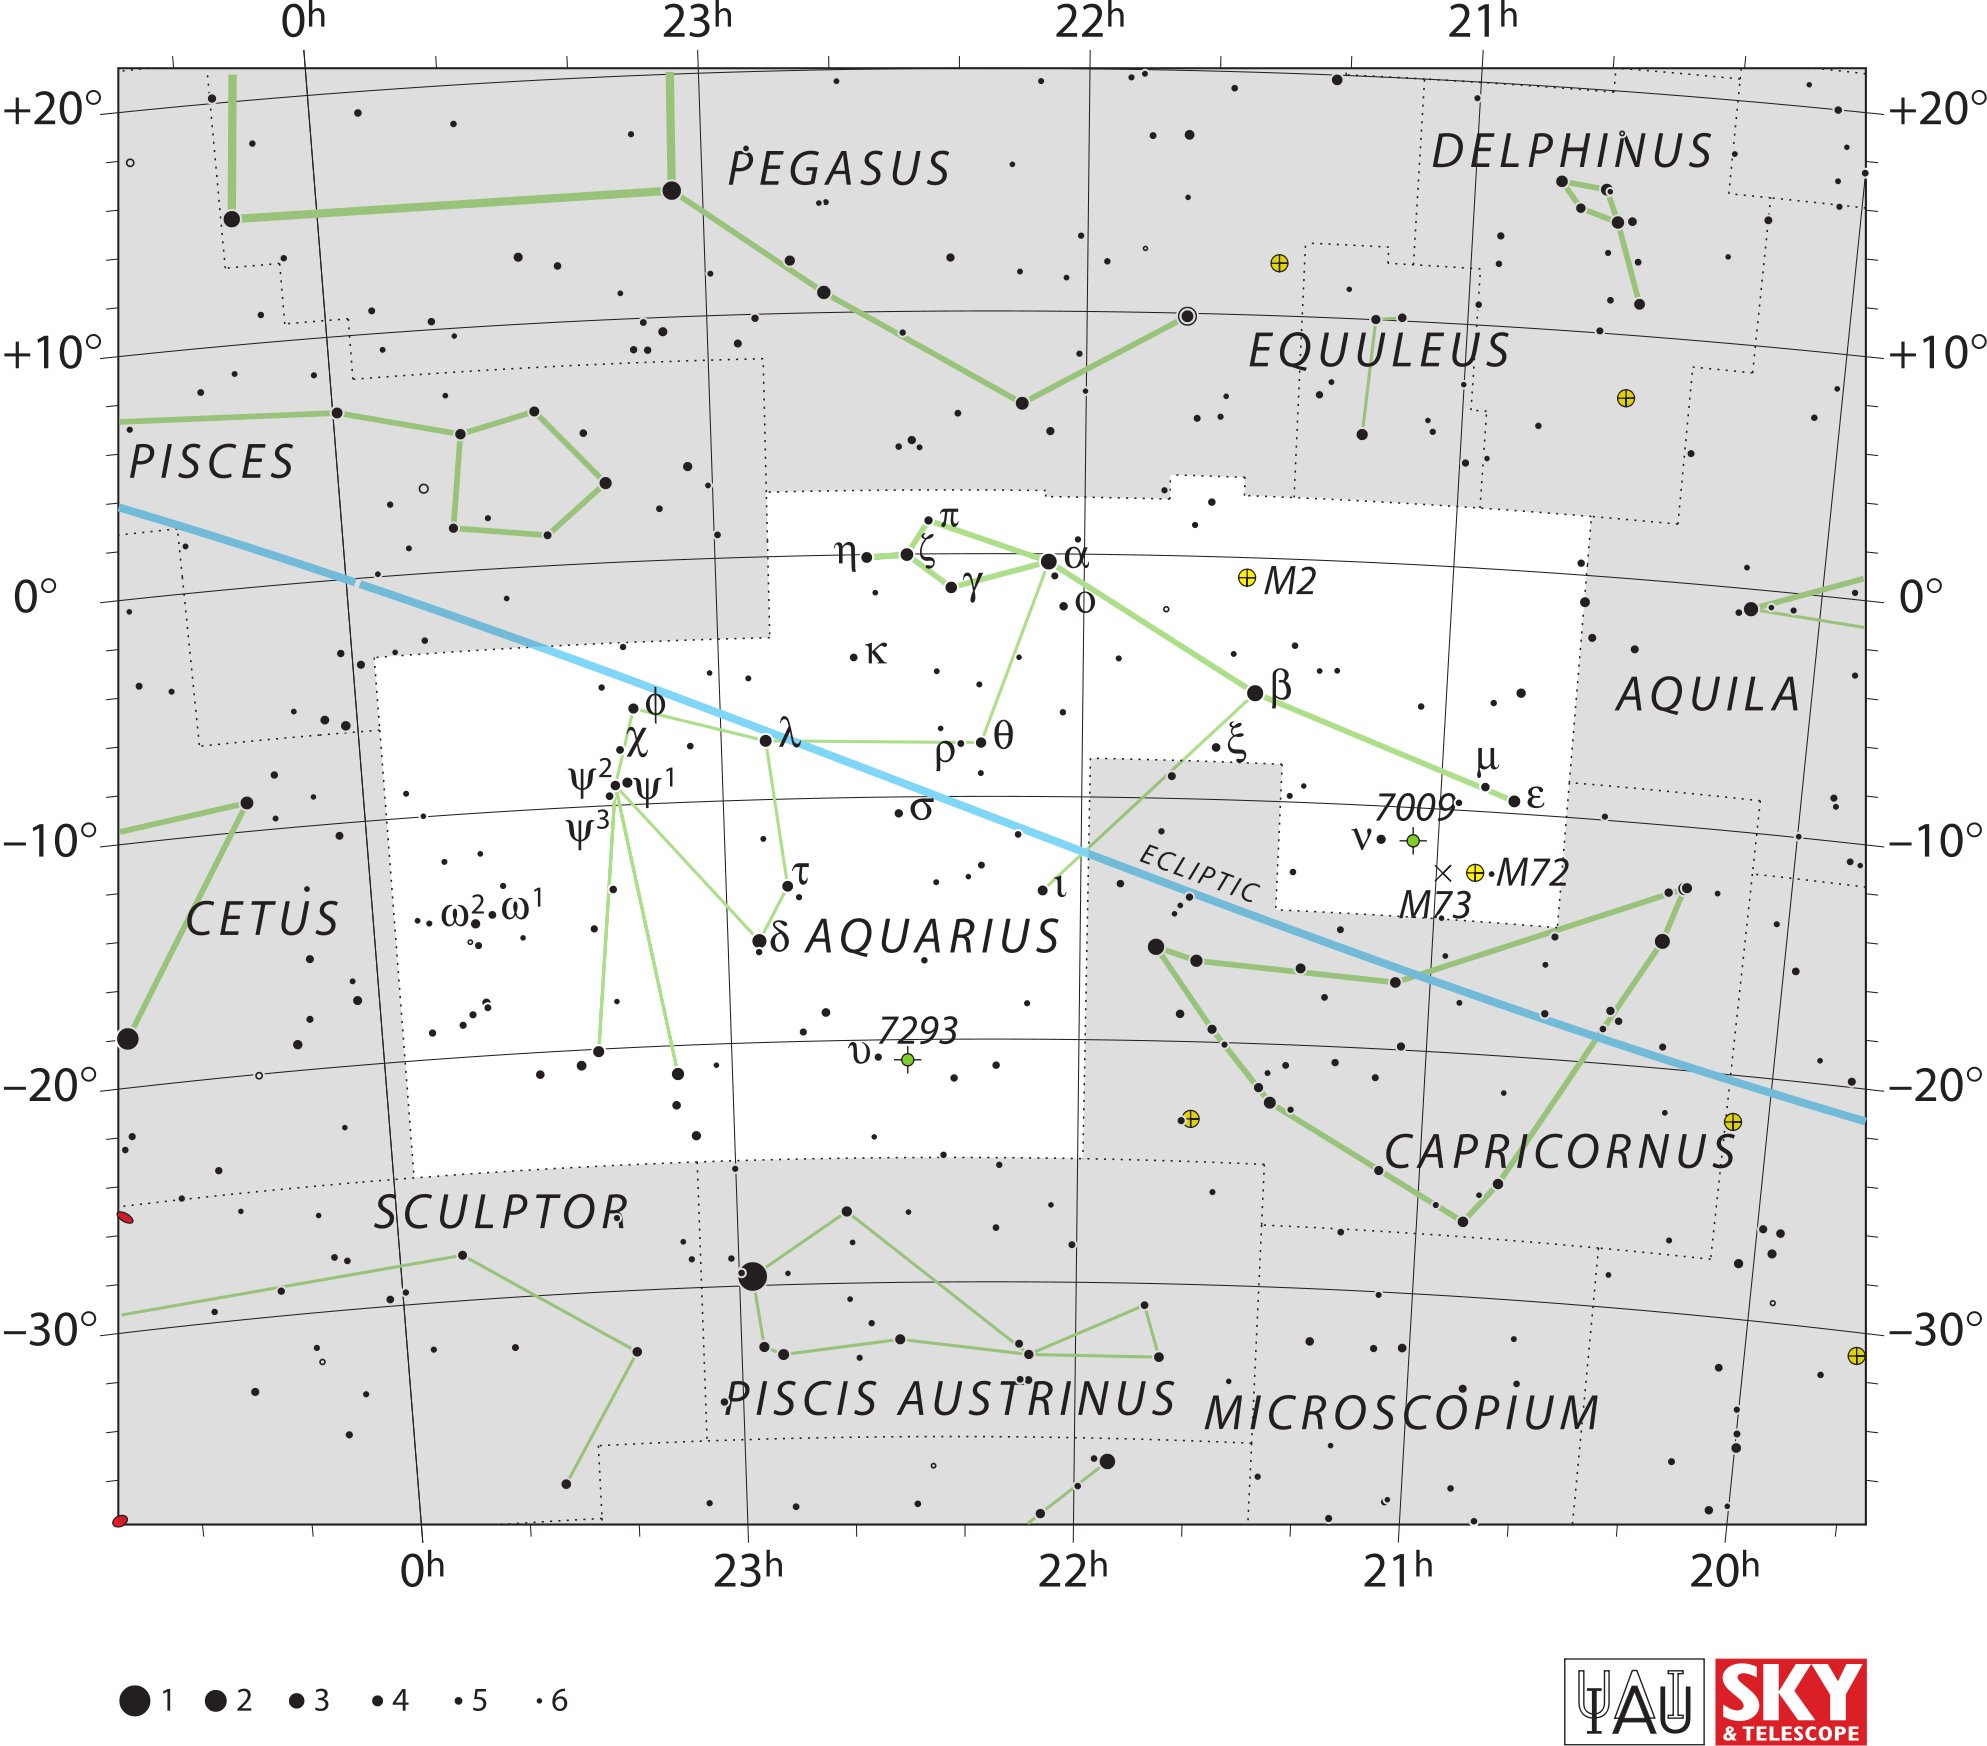 0h 23h 22h 21h
+20° +20°
PEGASUS DELPHINUS
+10° +10°
EQUULEUS
PISCES
π
η ζ α
γ M2
0° ο 0°
κ
β AQUILA
φ
χ λ ρ θ ξ
μ
ψ2 ψ1
ε
σ 7009
ψ3 ν
-10° -10°
ECLIPTIC
τ ι M72
M73
CETUS ω2 ω1
δ AQUARIUS
7293
υ
-20° -20°
CAPRICORNUS
SCULPTOR
-30° -30°
PISCIS AUSTRINUS MICROSCOPIUM
0h 23h 22h 21h 20h
1 2 3 4 5 6
IAU
SKY
& TELESCOPE